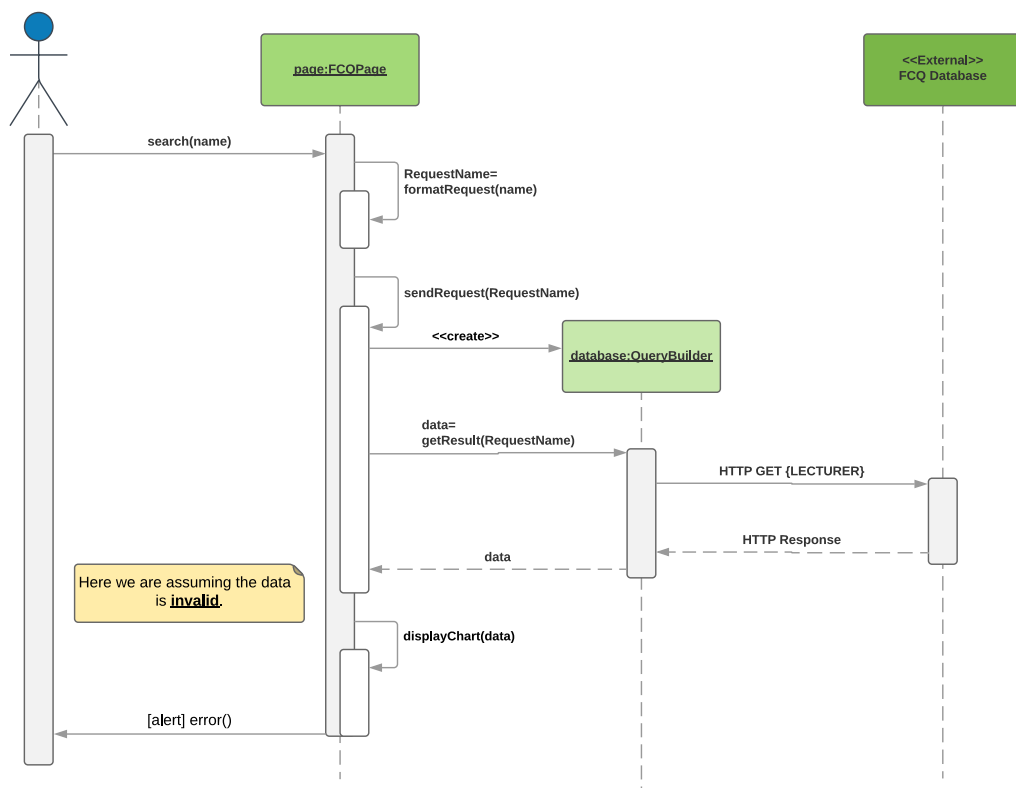 page:FCQPage
<<External>>
FCQ Database
search(name)
RequestName=
formatRequest(name)
sendRequest(RequestName)
<<create>>
database:QueryBuilder
data=
getResult(RequestName)
HTTP GET {LECTURER}
HTTP Response
data
Here we are assuming the data
is invalid.
displayChart(data)
[alert] error()